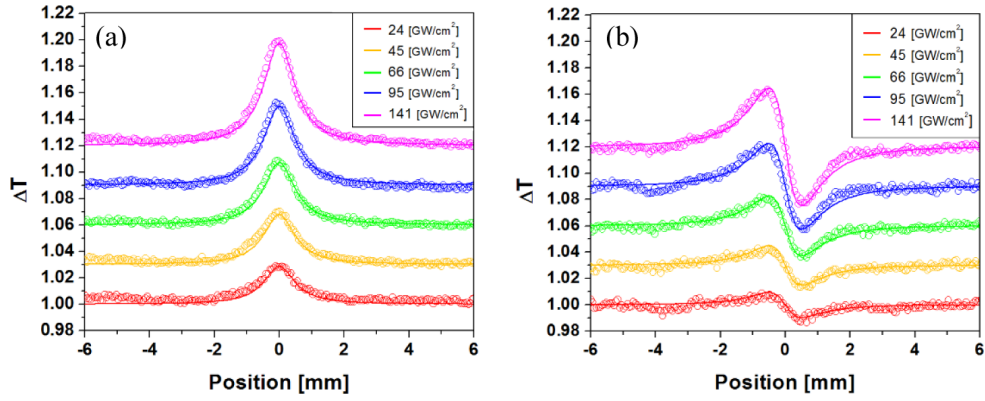 (a)
24 [GW/cm²]
45 [GW/cm²]
66 [GW/cm²]
95 [GW/cm²]
141 [GW/cm²]
1.22
1.20
1.18
1.16
1.14
1.12
1.10
1.08
1.06
1.04
1.02
1.00
0.98
ΔT
-6 -4 -2 0 2 4 6
Position [mm]
(b)
24 [GW/cm²]
45 [GW/cm²]
66 [GW/cm²]
95 [GW/cm²]
141 [GW/cm²]
1.22
1.20
1.18
1.16
1.14
1.12
1.10
1.08
1.06
1.04
1.02
1.00
0.98
ΔT
-6 -4 -2 0 2 4 6
Position [mm]